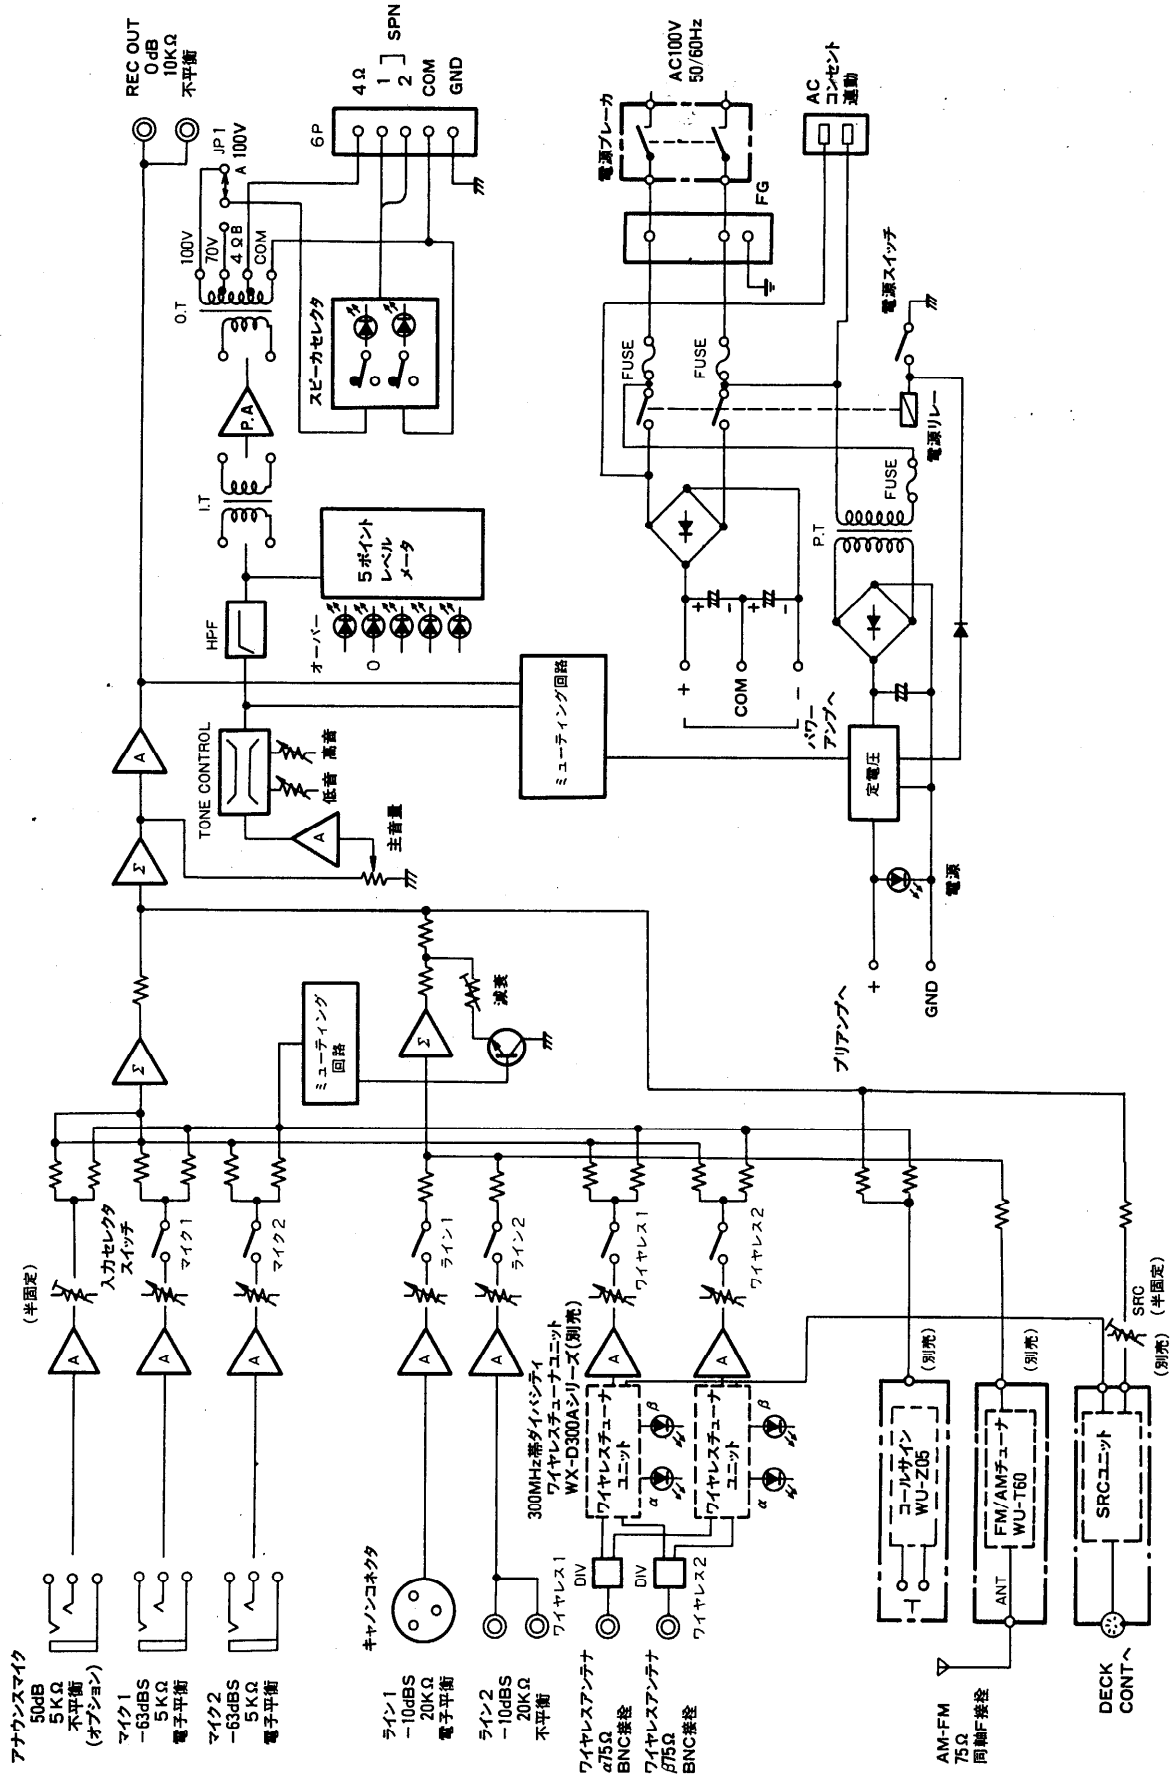 アナウンスマイク
50dB
5KΩ
不平衡
(オプション)
マイク1
−63dBS
5KΩ
電子平衡
マイク2
−63dBS
5KΩ
電子平衡
キャノンコネクタ
ライン1
−10dBS
20KΩ
電子平衡
ライン2
−10dBS
20KΩ
不平衡
ワイヤレスアンテナ
α75Ω
BNC接栓
ワイヤレスアンテナ
β75Ω
BNC接栓
ワイヤレス1
DIV
DIV
ワイヤレス2
AM-FM
75Ω
同軸F接栓
DECK
CONTへ
(半固定)
A
A
A
A
A
A
入力セレクタ
スイッチ
マイク1
マイク2
ライン1
ライン2
ワイヤレス1
ワイヤレス2
300MHz帯ダイバシティ
ワイヤレスチューナユニット
WX-D300Aシリーズ(別売)
ワイヤレスチューナ
ユニット
α
β
ワイヤレスチューナ
ユニット
α
β
コールサイン
WU-Z05
(別売)
ANT
FM/AMチューナ
WU-T60
(別売)
SRCユニット
SRC
(半固定)
(別売)
Σ
ミューティング
回路
Σ
減衰
Σ
A
主音量
A
TONE CONTROL
低音
高音
HPF
オーバー
0
5ポイント
レベル
メータ
ミューティング回路
I.T
P.A
O.T
100V
70V
4Ω B
COM
JP1
A 100V
REC OUT
0dB
10KΩ
不平衡
スピーカセレクタ
6P
4Ω
1
2
SPN
COM
GND
電源ブレーカ
AC100V
50/60Hz
FG
AC
コンセント
連動
FUSE
FUSE
電源スイッチ
電源リレー
FUSE
P.T
+
−
+
−
+
COM
−
パワー
アンプへ
定電圧
電源
プリアンプへ
+
GND